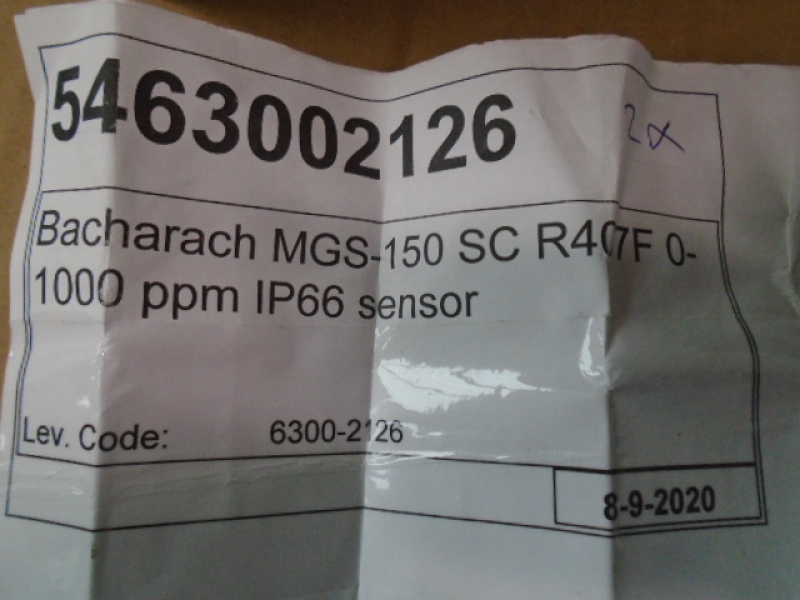 5463002126
2x
Bacharach MGS-150 SC R407F 0-
1000 ppm IP66 sensor
Lev. Code: 6300-2126
8-9-2020